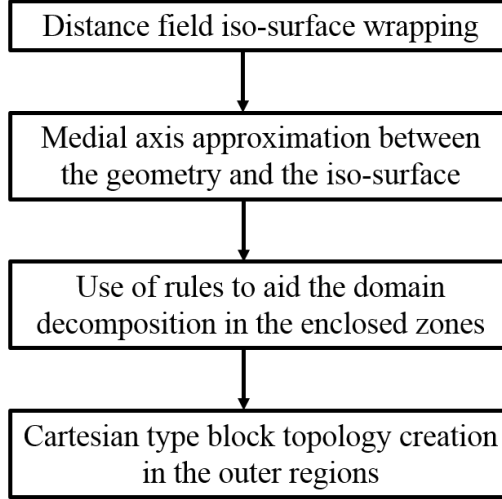 Distance field iso-surface wrapping
Medial axis approximation between
the geometry and the iso-surface
Use of rules to aid the domain
decomposition in the enclosed zones
Cartesian type block topology creation
in the outer regions